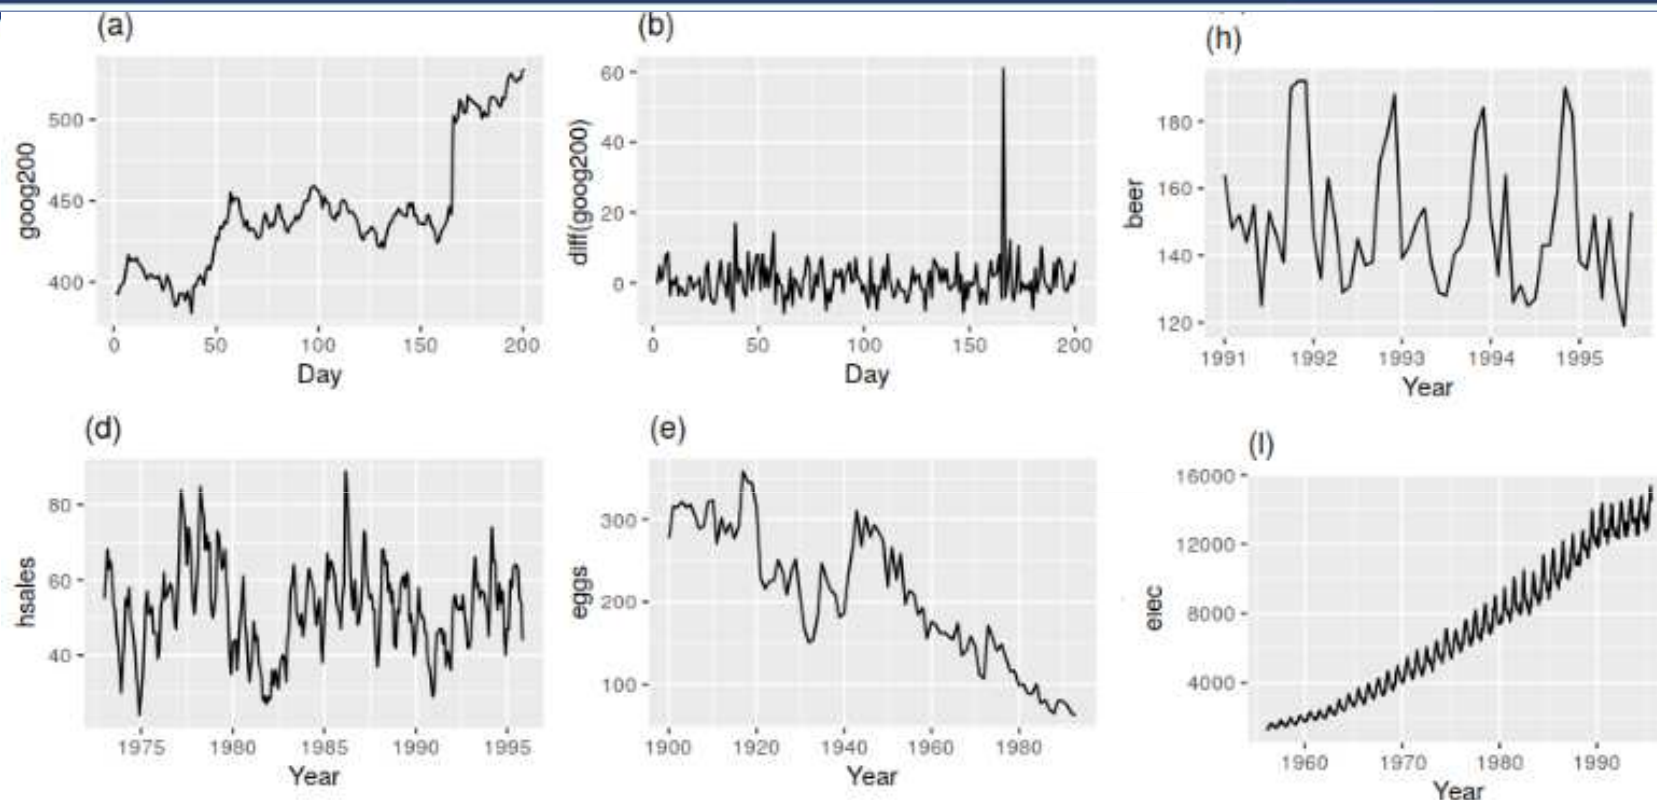 (a)
goog200
500
450
400
0 50 100 150 200
Day
(b)
diff(goog200)
60
40
20
0
0 50 100 150 200
Day
(h)
beer
180
160
140
120
1991 1992 1993 1994 1995
Year
(d)
hsales
80
60
40
1975 1980 1985 1990 1995
Year
(e)
eggs
300
200
100
1900 1920 1940 1960 1980
Year
(l)
elec
16000
12000
8000
4000
1960 1970 1980 1990
Year